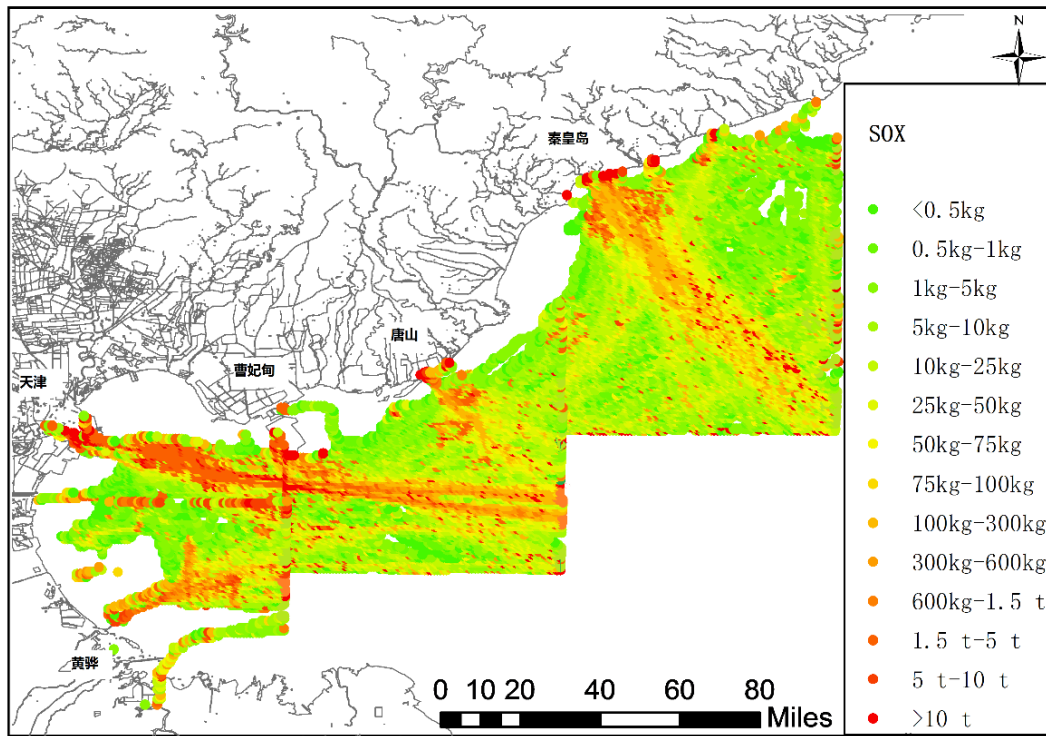 N
SOX
秦皇岛
<0.5kg
0.5kg-1kg
1kg-5kg
5kg-10kg
唐山
10kg-25kg
曹妃甸
天津
25kg-50kg
50kg-75kg
75kg-100kg
100kg-300kg
300kg-600kg
600kg-1.5 t
1.5 t-5 t
黄骅
5 t-10 t
0 10 20 40 60 80
Miles
>10 t